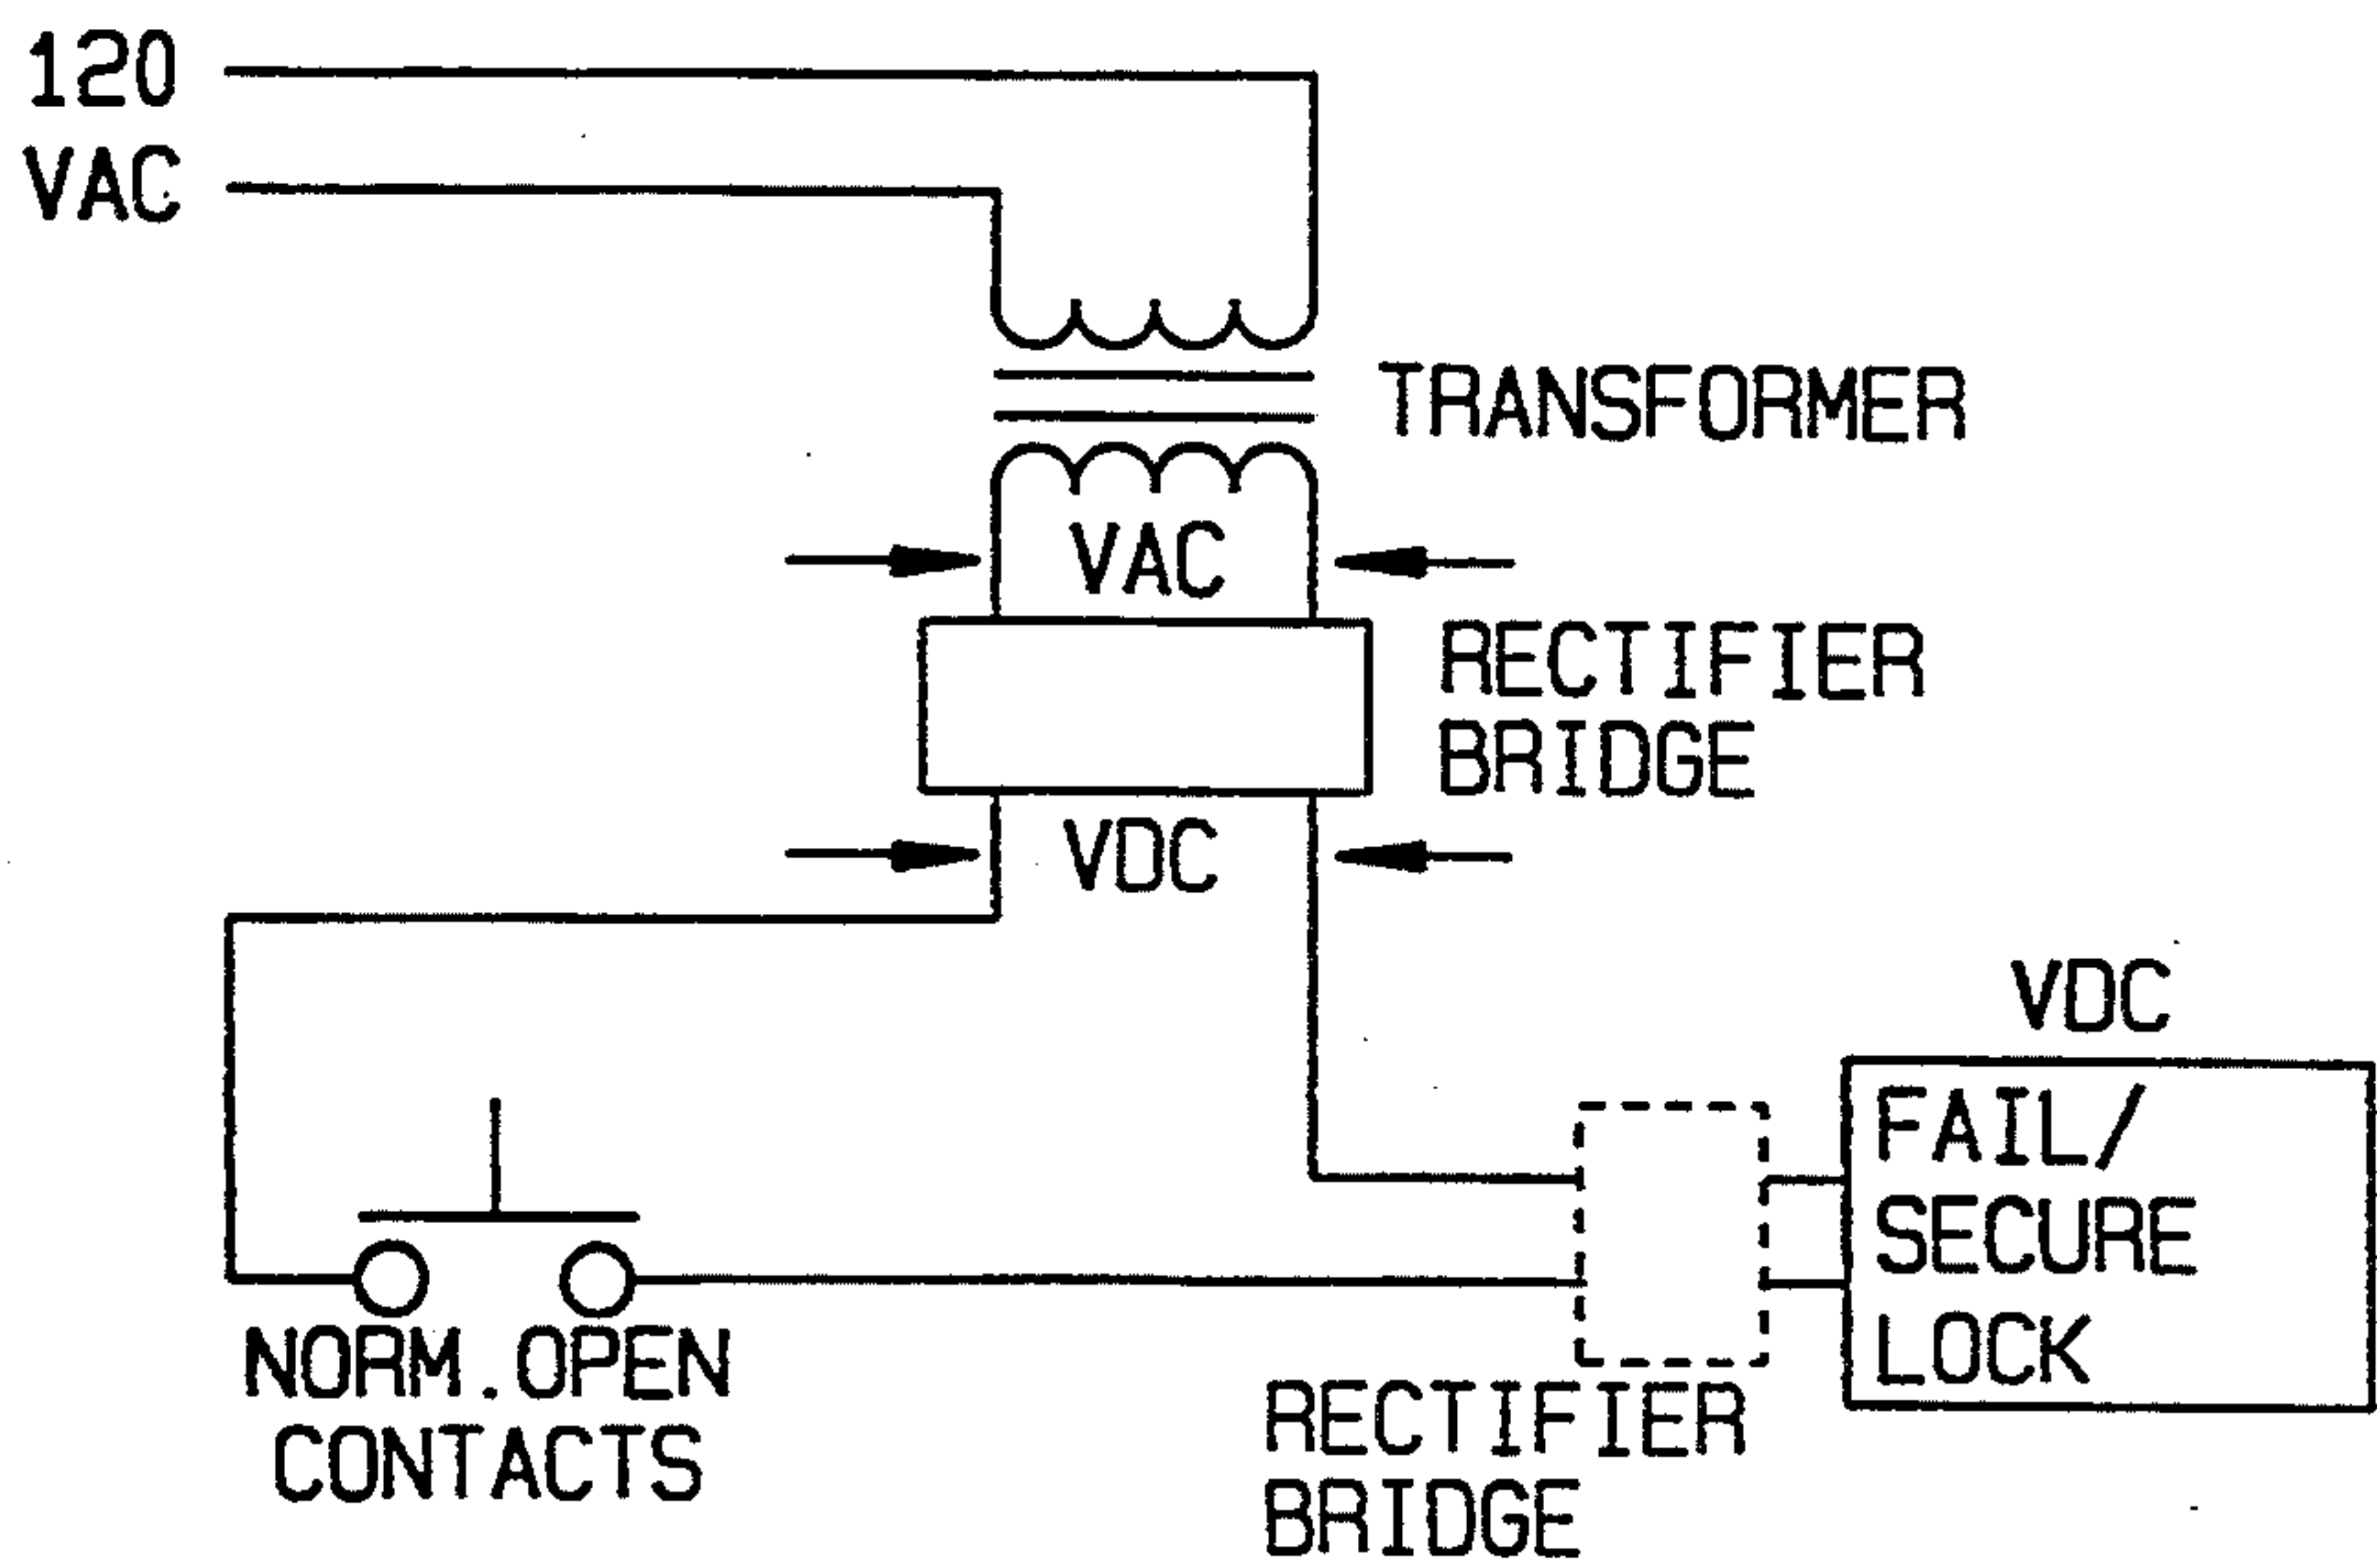 120
VAC
TRANSFORMER
VAC
RECTIFIER
BRIDGE
VDC
VDC
FAIL/
SECURE
LOCK
NORM.OPEN
CONTACTS
RECTIFIER
BRIDGE